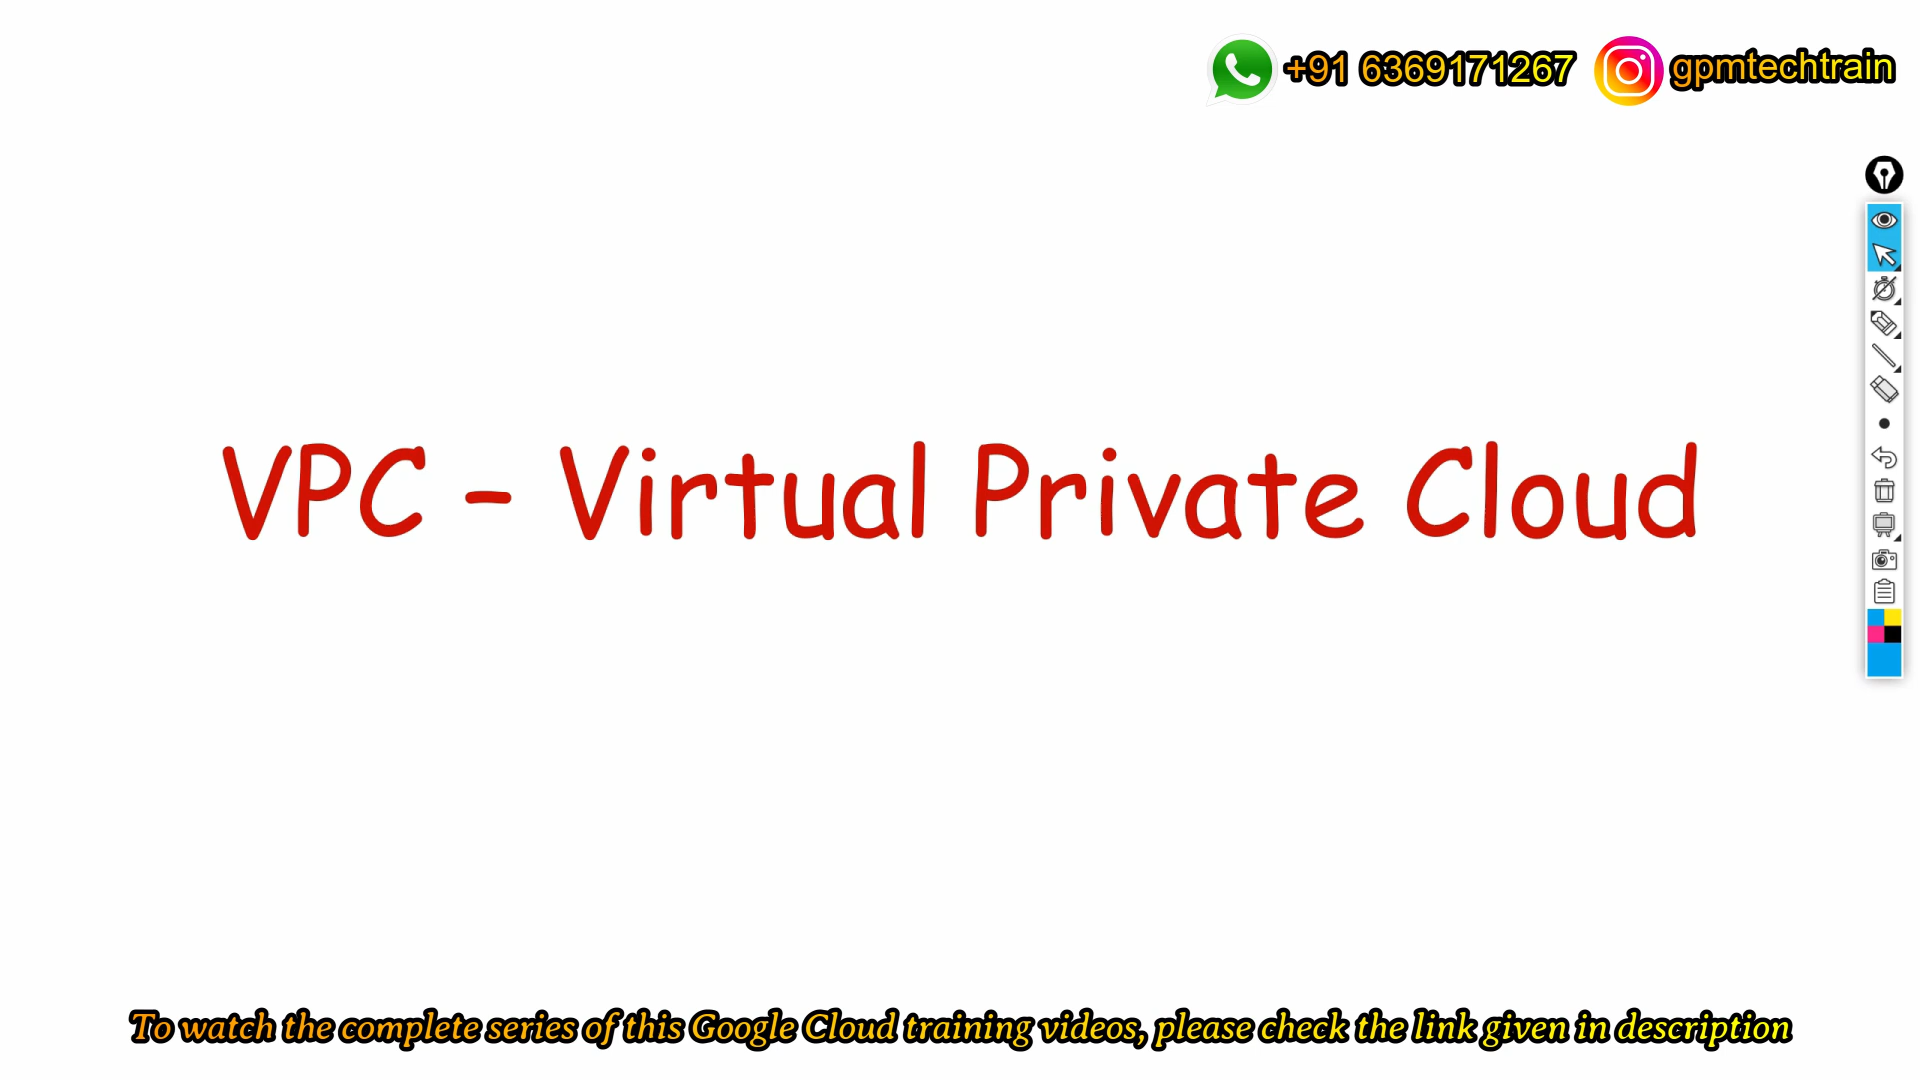 +91 6369171267 gpmtechtrain
VPC – Virtual Private Cloud
To watch the complete series of this Google Cloud training videos, please check the link given in description